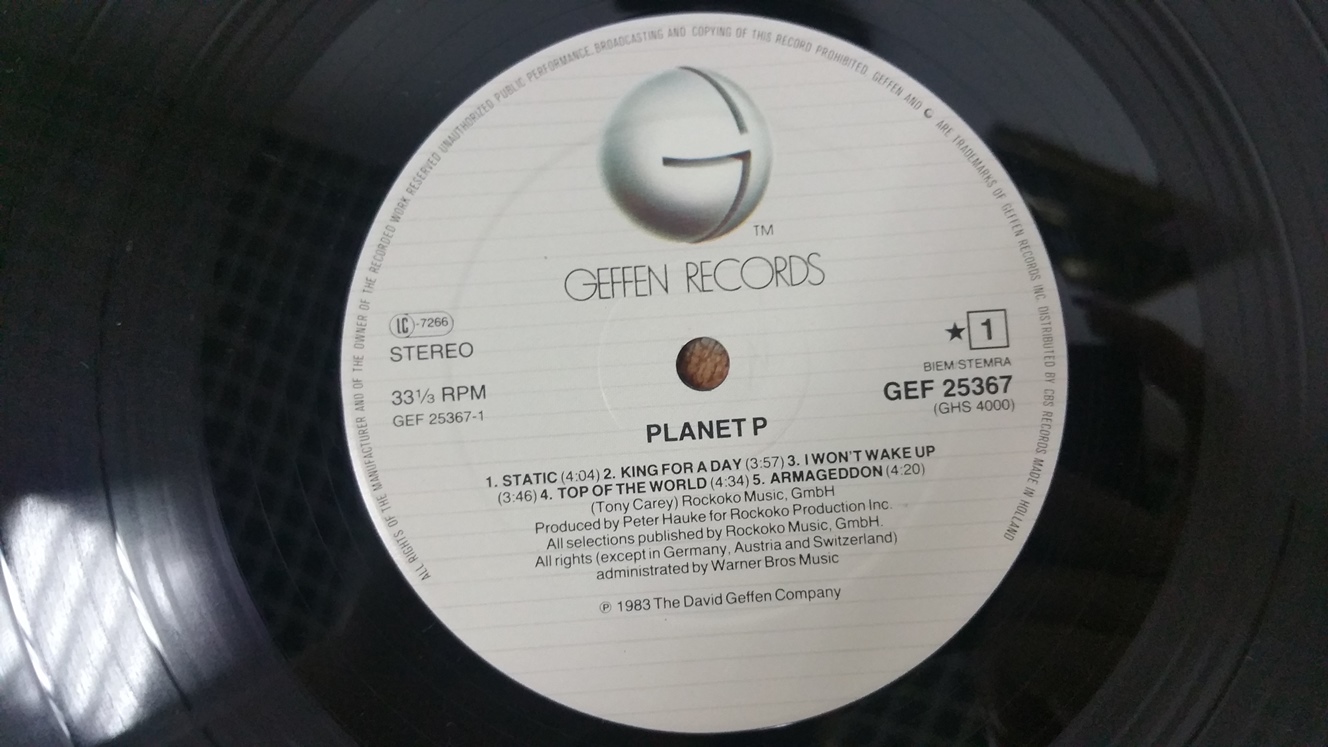 ALL RIGHTS OF THE MANUFACTURER AND OF THE OWNER OF THE RECORDED WORK RESERVED UNAUTHORIZED PUBLIC PERFORMANCE, BROADCASTING AND COPYING OF THIS RECORD PROHIBITED. GEFFEN AND G ARE TRADEMARKS OF GEFFEN RECORDS INC. DISTRIBUTED BY CBS RECORDS. MADE IN HOLLAND
TM
GEFFEN RECORDS
LC-7266
STEREO
33⅓ RPM
GEF 25367-1
★ 1
BIEM/STEMRA
GEF 25367
(GHS 4000)
PLANET P
1. STATIC (4:04) 2. KING FOR A DAY (3:57) 3. I WON'T WAKE UP
(3:46) 4. TOP OF THE WORLD (4:34) 5. ARMAGEDDON (4:20)
(Tony Carey) Rockoko Music, GmbH
Produced by Peter Hauke for Rockoko Production Inc.
All selections published by Rockoko Music, GmbH.
All rights (except in Germany, Austria and Switzerland)
administrated by Warner Bros Music
℗ 1983 The David Geffen Company